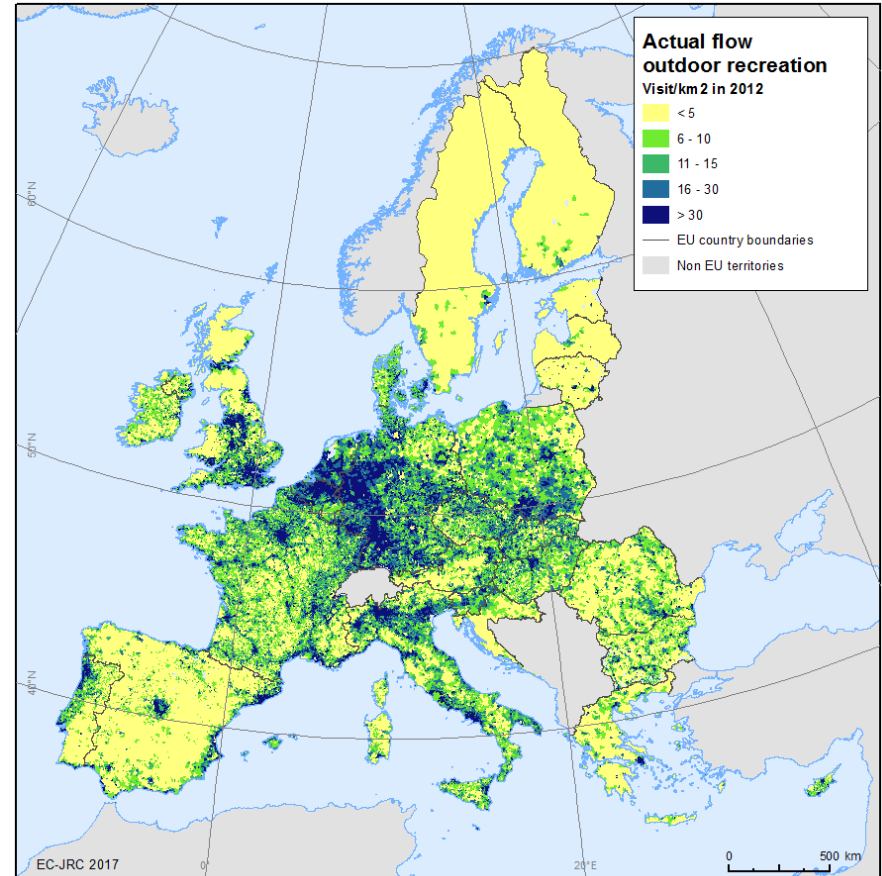 Actual flow
outdoor recreation
Visit/km2 in 2012
< 5
6 - 10
11 - 15
16 - 30
> 30
EU country boundaries
Non EU territories
60°N
50°N
40°N
EC-JRC 2017
0°
20°E
0 500 km